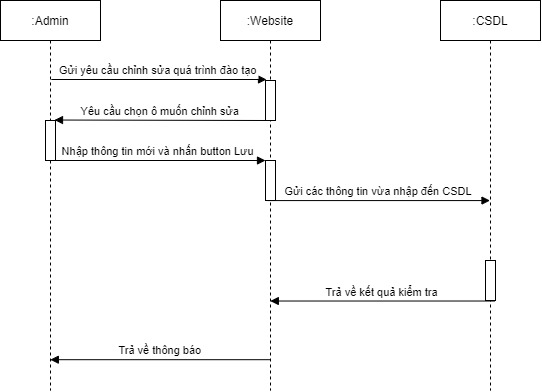 :Admin
:Website
:CSDL
Gửi yêu cầu chỉnh sửa quá trình đào tạo
Yêu cầu chọn ô muốn chỉnh sửa
Nhập thông tin mới và nhấn button Lưu
Gửi các thông tin vừa nhập đến CSDL
Trả về kết quả kiểm tra
Trả về thông báo